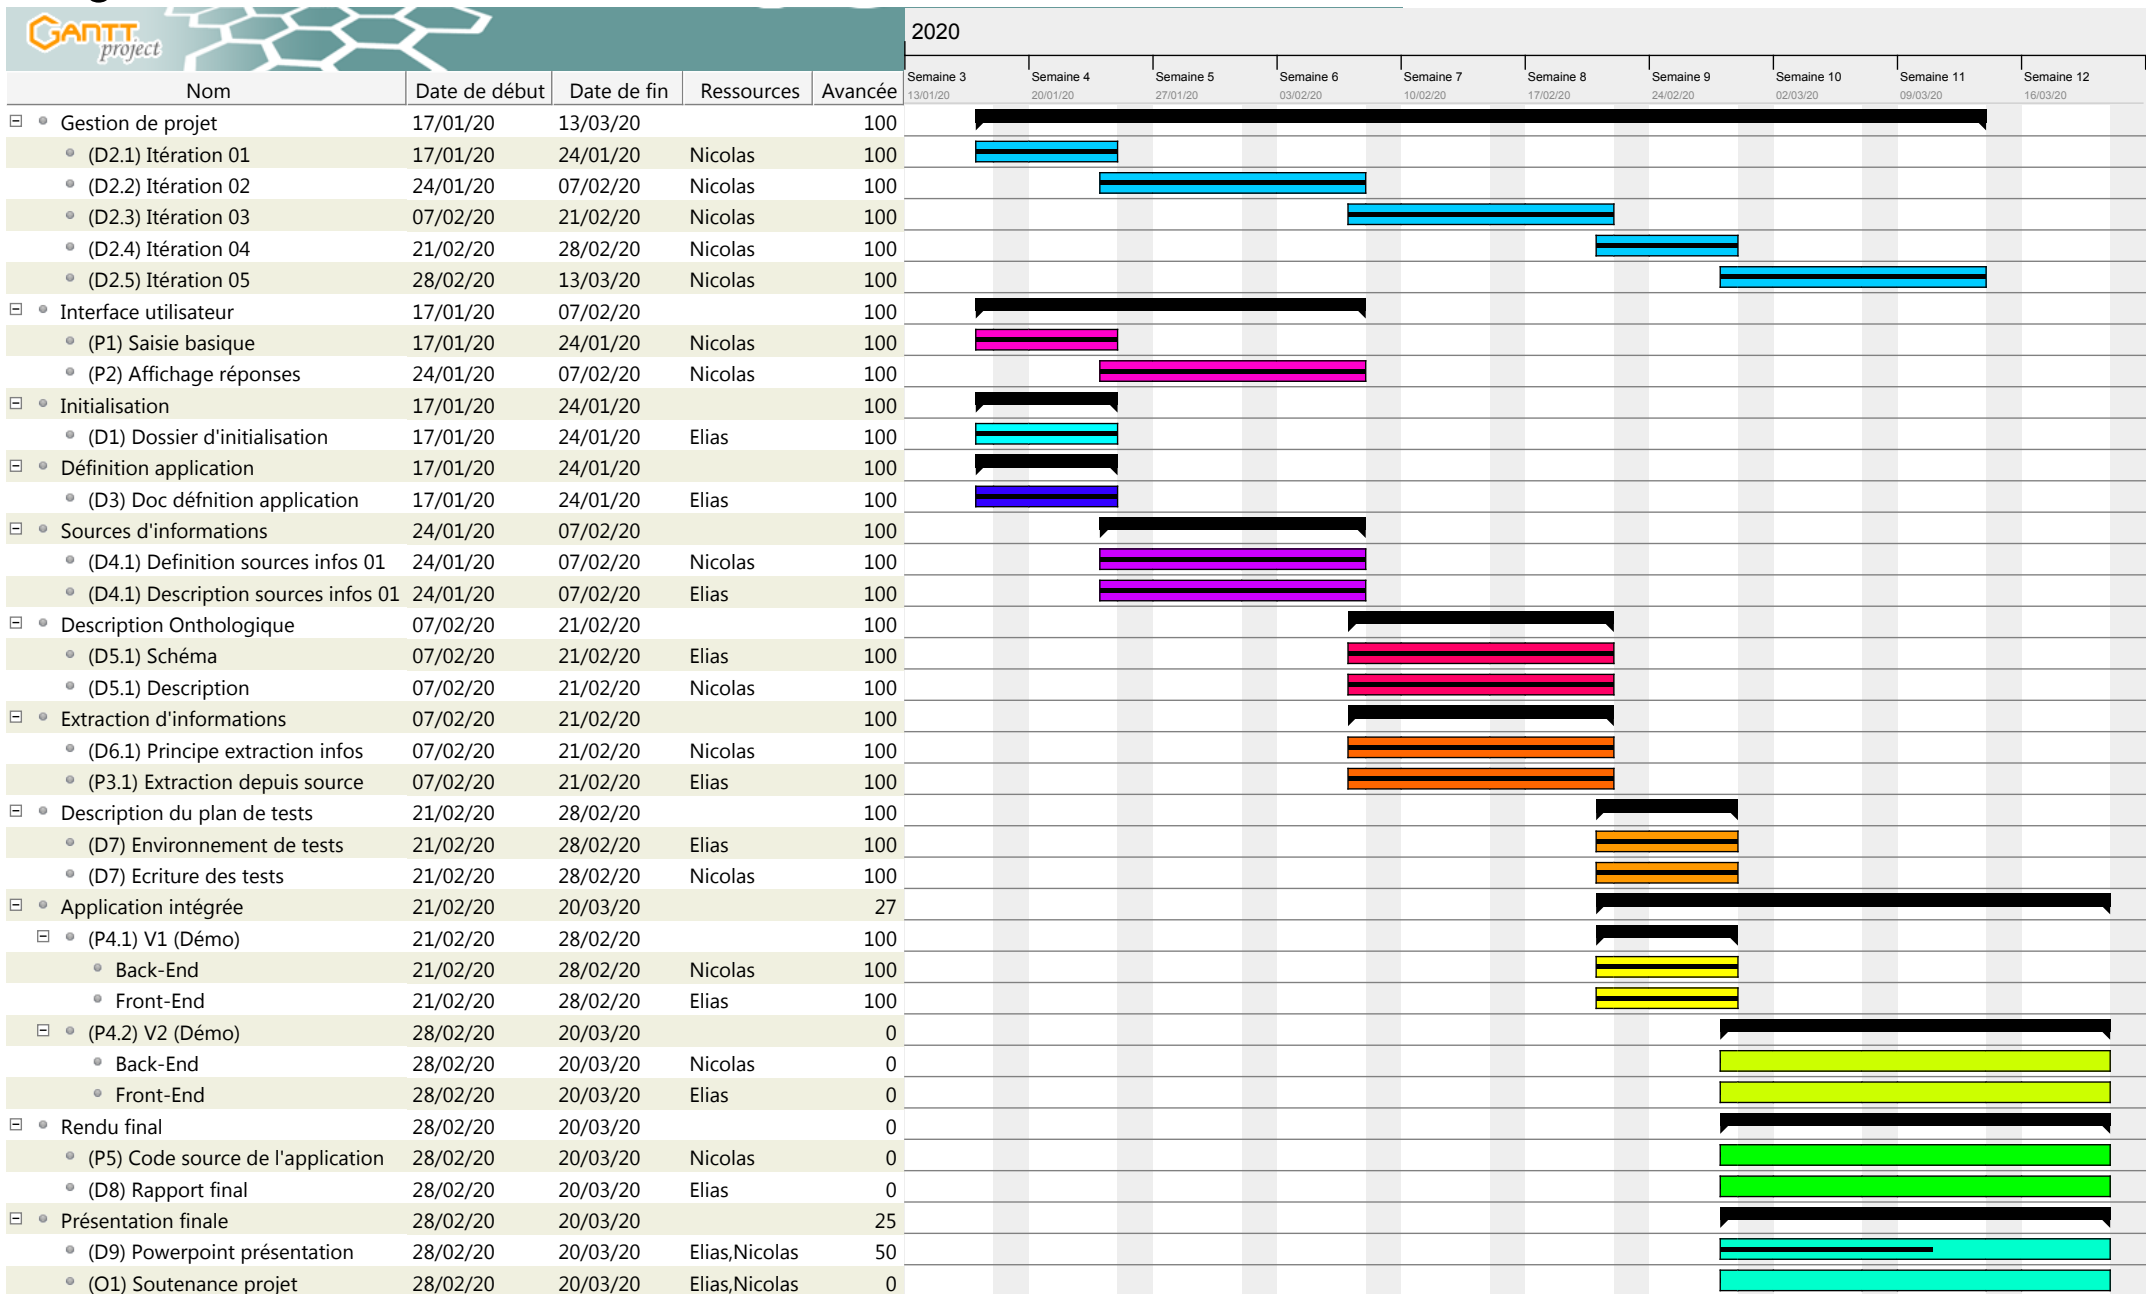 GANTT project
2020
Semaine 3 Semaine 4 Semaine 5 Semaine 6 Semaine 7 Semaine 8 Semaine 9 Semaine 10 Semaine 11 Semaine 12
Nom Date de début Date de fin Ressources Avancée 13/01/20 20/01/20 27/01/20 03/02/20 10/02/20 17/02/20 24/02/20 02/03/20 09/03/20 16/03/20
Gestion de projet 17/01/20 13/03/20 100
(D2.1) Itération 01 17/01/20 24/01/20 Nicolas 100
(D2.2) Itération 02 24/01/20 07/02/20 Nicolas 100
(D2.3) Itération 03 07/02/20 21/02/20 Nicolas 100
(D2.4) Itération 04 21/02/20 28/02/20 Nicolas 100
(D2.5) Itération 05 28/02/20 13/03/20 Nicolas 100
Interface utilisateur 17/01/20 07/02/20 100
(P1) Saisie basique 17/01/20 24/01/20 Nicolas 100
(P2) Affichage réponses 24/01/20 07/02/20 Nicolas 100
Initialisation 17/01/20 24/01/20 100
(D1) Dossier d'initialisation 17/01/20 24/01/20 Elias 100
Définition application 17/01/20 24/01/20 100
(D3) Doc défnition application 17/01/20 24/01/20 Elias 100
Sources d'informations 24/01/20 07/02/20 100
(D4.1) Definition sources infos 01 24/01/20 07/02/20 Nicolas 100
(D4.1) Description sources infos 01 24/01/20 07/02/20 Elias 100
Description Onthologique 07/02/20 21/02/20 100
(D5.1) Schéma 07/02/20 21/02/20 Elias 100
(D5.1) Description 07/02/20 21/02/20 Nicolas 100
Extraction d'informations 07/02/20 21/02/20 100
(D6.1) Principe extraction infos 07/02/20 21/02/20 Nicolas 100
(P3.1) Extraction depuis source 07/02/20 21/02/20 Elias 100
Description du plan de tests 21/02/20 28/02/20 100
(D7) Environnement de tests 21/02/20 28/02/20 Elias 100
(D7) Ecriture des tests 21/02/20 28/02/20 Nicolas 100
Application intégrée 21/02/20 20/03/20 27
(P4.1) V1 (Démo) 21/02/20 28/02/20 100
Back-End 21/02/20 28/02/20 Nicolas 100
Front-End 21/02/20 28/02/20 Elias 100
(P4.2) V2 (Démo) 28/02/20 20/03/20 0
Back-End 28/02/20 20/03/20 Nicolas 0
Front-End 28/02/20 20/03/20 Elias 0
Rendu final 28/02/20 20/03/20 0
(P5) Code source de l'application 28/02/20 20/03/20 Nicolas 0
(D8) Rapport final 28/02/20 20/03/20 Elias 0
Présentation finale 28/02/20 20/03/20 25
(D9) Powerpoint présentation 28/02/20 20/03/20 Elias,Nicolas 50
(O1) Soutenance projet 28/02/20 20/03/20 Elias,Nicolas 0